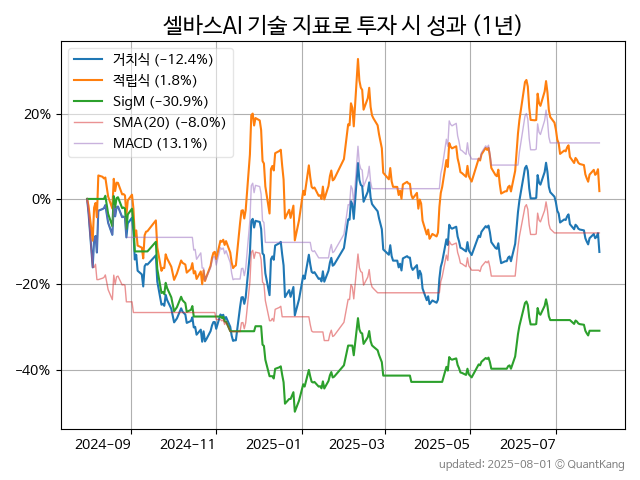 셀바스AI 기술 지표로 투자 시 성과 (1년)
거치식 (−12.4%)
적립식 (1.8%)
SigM (−30.9%)
SMA(20) (−8.0%)
MACD (13.1%)
20%
0%
−20%
−40%
2024-09 2024-11 2025-01 2025-03 2025-05 2025-07
updated: 2025-08-01 © QuantKang